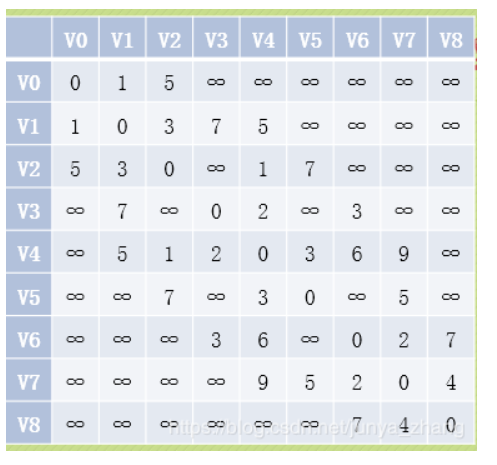 V0 V1 V2 V3 V4 V5 V6 V7 V8
V0 0 1 5 ∞ ∞ ∞ ∞ ∞ ∞
V1 1 0 3 7 5 ∞ ∞ ∞ ∞
V2 5 3 0 ∞ 1 7 ∞ ∞ ∞
V3 ∞ 7 ∞ 0 2 ∞ 3 ∞ ∞
V4 ∞ 5 1 2 0 3 6 9 ∞
V5 ∞ ∞ 7 ∞ 3 0 ∞ 5 ∞
V6 ∞ ∞ ∞ 3 6 ∞ 0 2 7
V7 ∞ ∞ ∞ ∞ 9 5 2 0 4
V8 ∞ ∞ ∞ ∞ ∞ ∞ 7 4 0
https://blog.csdn.net/junya_zhang